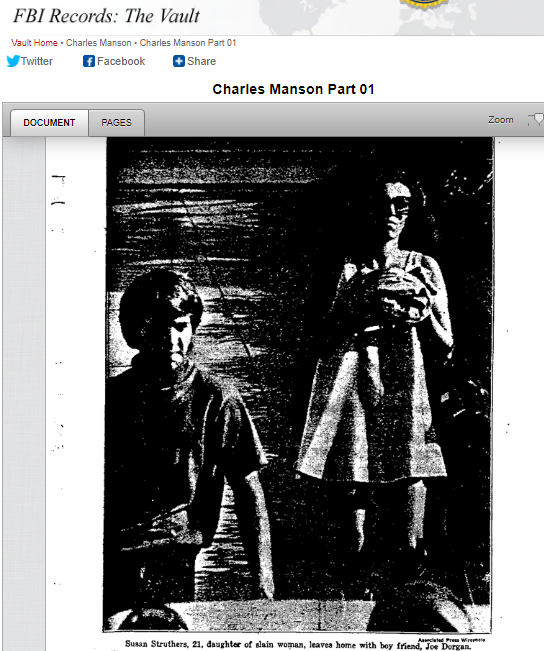 FBI Records: The Vault
Vault Home • Charles Manson • Charles Manson Part 01
Twitter Facebook Share
Charles Manson Part 01
DOCUMENT PAGES Zoom
Associated Press Wirephoto
Susan Struthers, 21, daughter of slain woman, leaves home with boy friend, Joe Dorgan.